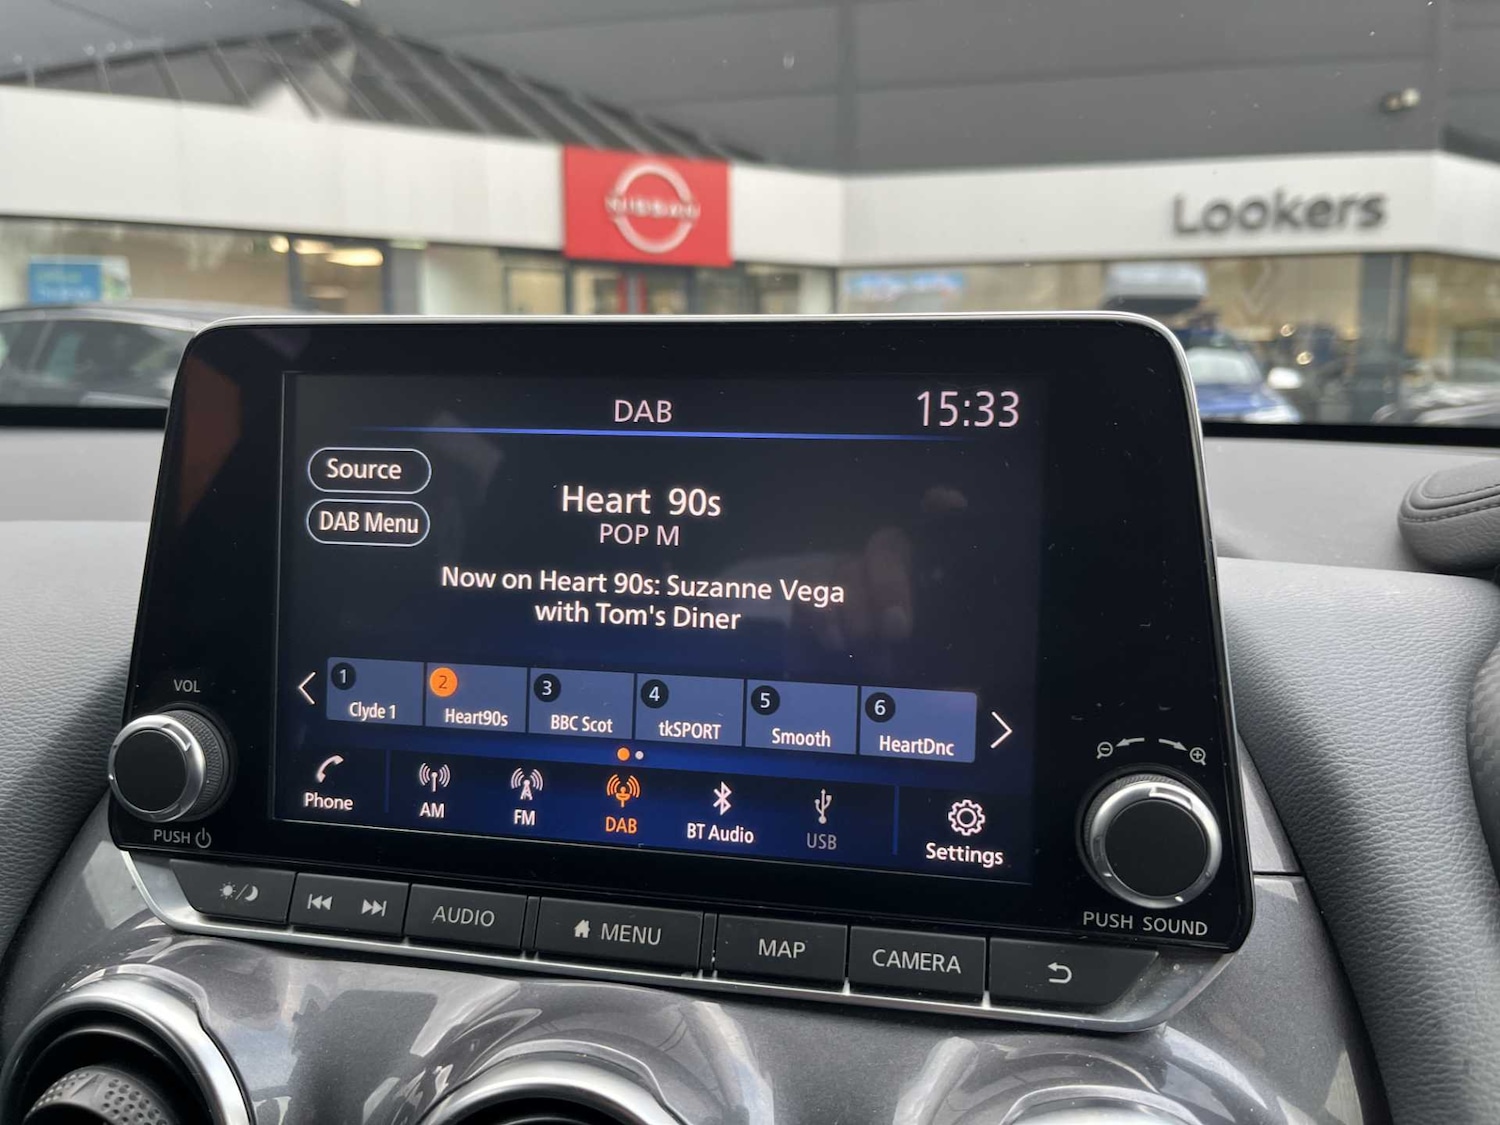 NISSAN
Lookers
DAB
15:33
Source
DAB Menu
Heart 90s
POP M
Now on Heart 90s: Suzanne Vega
with Tom's Diner
1
Clyde 1
2
Heart90s
3
BBC Scot
4
tkSPORT
5
Smooth
6
HeartDnc
Phone
AM
FM
DAB
BT Audio
USB
Settings
VOL
PUSH
PUSH SOUND
AUDIO
MENU
MAP
CAMERA